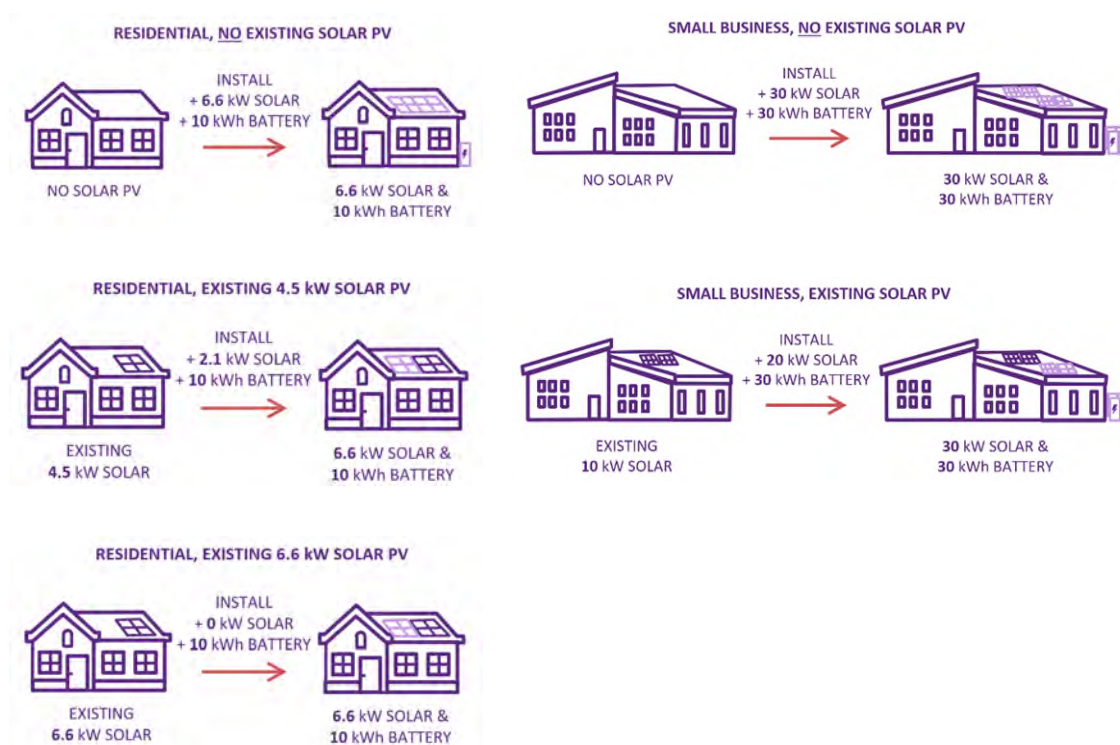 RESIDENTIAL, NO EXISTING SOLAR PV
INSTALL
+ 6.6 kW SOLAR
+ 10 kWh BATTERY
NO SOLAR PV
6.6 kW SOLAR &
10 kWh BATTERY
SMALL BUSINESS, NO EXISTING SOLAR PV
INSTALL
+ 30 kW SOLAR
+ 30 kWh BATTERY
NO SOLAR PV
30 kW SOLAR &
30 kWh BATTERY
RESIDENTIAL, EXISTING 4.5 kW SOLAR PV
INSTALL
+ 2.1 kW SOLAR
+ 10 kWh BATTERY
EXISTING
4.5 kW SOLAR
6.6 kW SOLAR &
10 kWh BATTERY
SMALL BUSINESS, EXISTING SOLAR PV
INSTALL
+ 20 kW SOLAR
+ 30 kWh BATTERY
EXISTING
10 kW SOLAR
30 kW SOLAR &
30 kWh BATTERY
RESIDENTIAL, EXISTING 6.6 kW SOLAR PV
INSTALL
+ 0 kW SOLAR
+ 10 kWh BATTERY
EXISTING
6.6 kW SOLAR
6.6 kW SOLAR &
10 kWh BATTERY